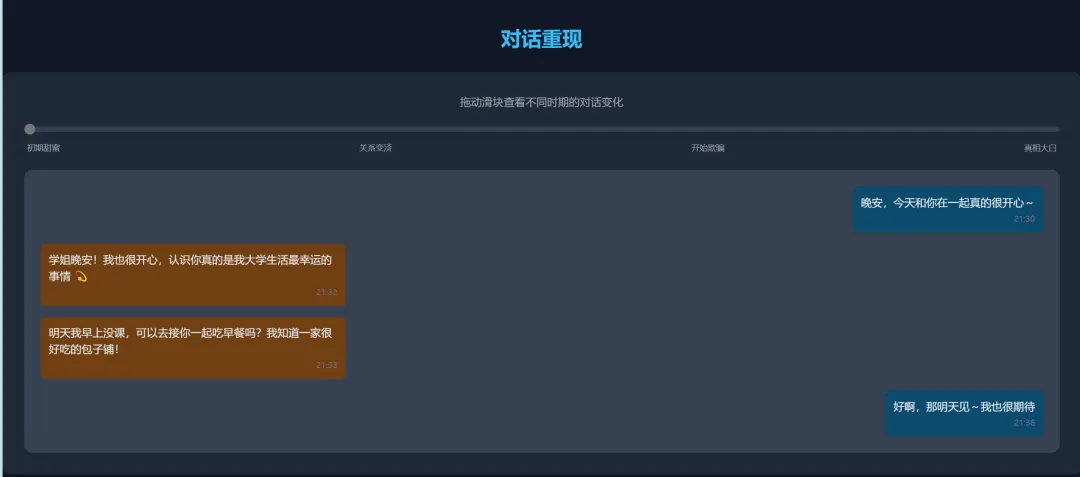 对话重现
拖动滑块查看不同时期的对话变化
初期甜蜜
关系变淡
开始欺骗
真相大白
晚安，今天和你在一起真的很开心～
21:30
学姐晚安！我也很开心，认识你真的是我大学生活最幸运的
事情 💫
21:32
明天我早上没课，可以去接你一起吃早餐吗？我知道一家很
好吃的包子铺！
21:33
好啊，那明天见～我也很期待
21:36